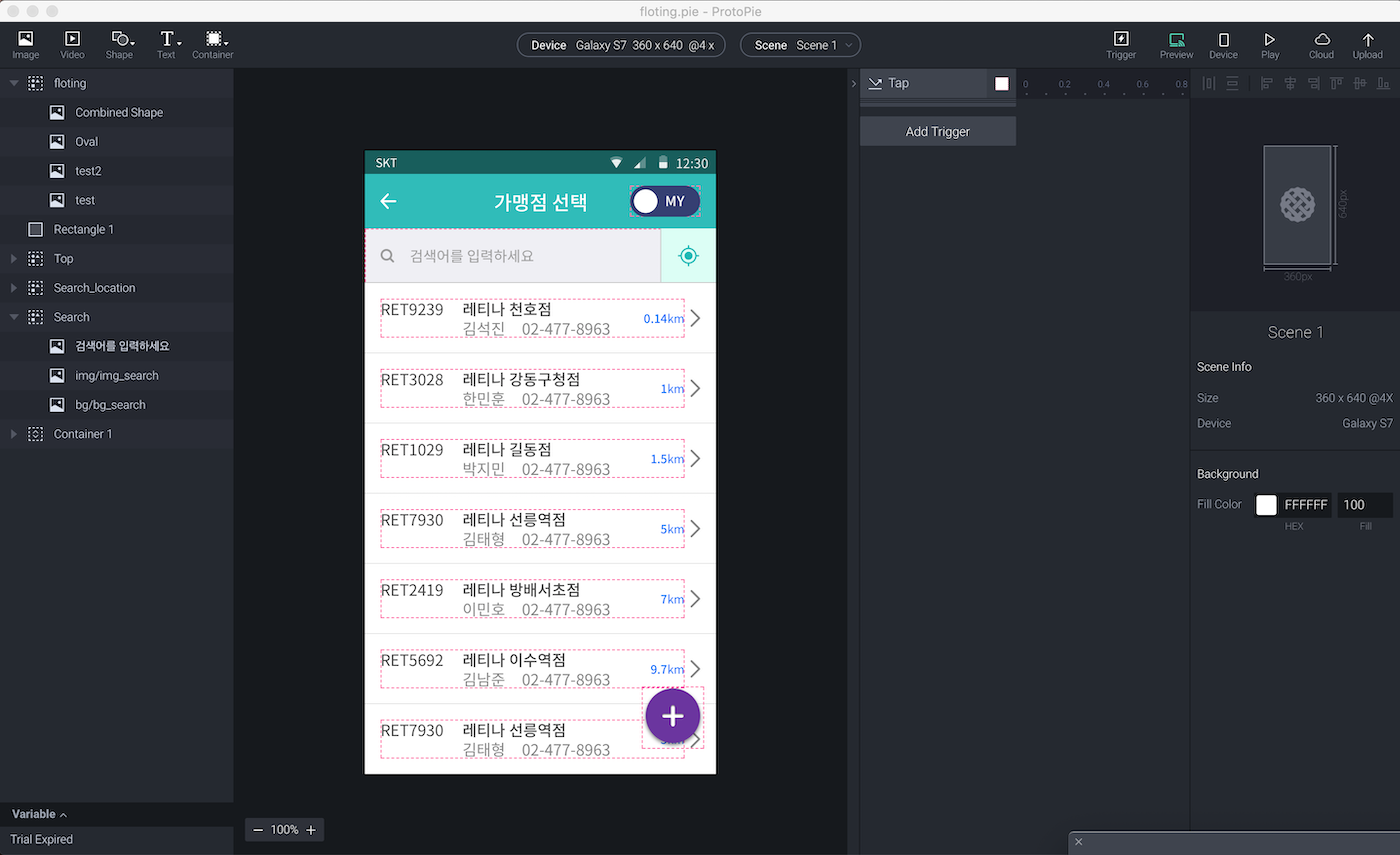 floting.pie - ProtoPie
Image
Video
Shape
Text
Container
Device Galaxy S7 360 x 640 @4 x
Scene Scene 1
Trigger
Preview
Device
Play
Cloud
Upload
floting
Combined Shape
Oval
test2
test
Rectangle 1
Top
Search_location
Search
검색어를 입력하세요
img/img_search
bg/bg_search
Container 1
Variable
Trial Expired
SKT
12:30
가맹점 선택
MY
검색어를 입력하세요
RET9239 레티나 천호점
김석진 02-477-8963
0.14km
RET3028 레티나 강동구청점
한민훈 02-477-8963
1km
RET1029 레티나 길동점
박지민 02-477-8963
1.5km
RET7930 레티나 선릉역점
김태형 02-477-8963
5km
RET2419 레티나 방배서초점
이민호 02-477-8963
7km
RET5692 레티나 이수역점
김남준 02-477-8963
9.7km
RET7930 레티나 선릉역점
김태형 02-477-8963
100%
Tap
Add Trigger
0 0.2 0.4 0.6 0.8
640px
360px
Scene 1
Scene Info
Size 360 x 640 @4X
Device Galaxy S7
Background
Fill Color FFFFFF 100
HEX Fill